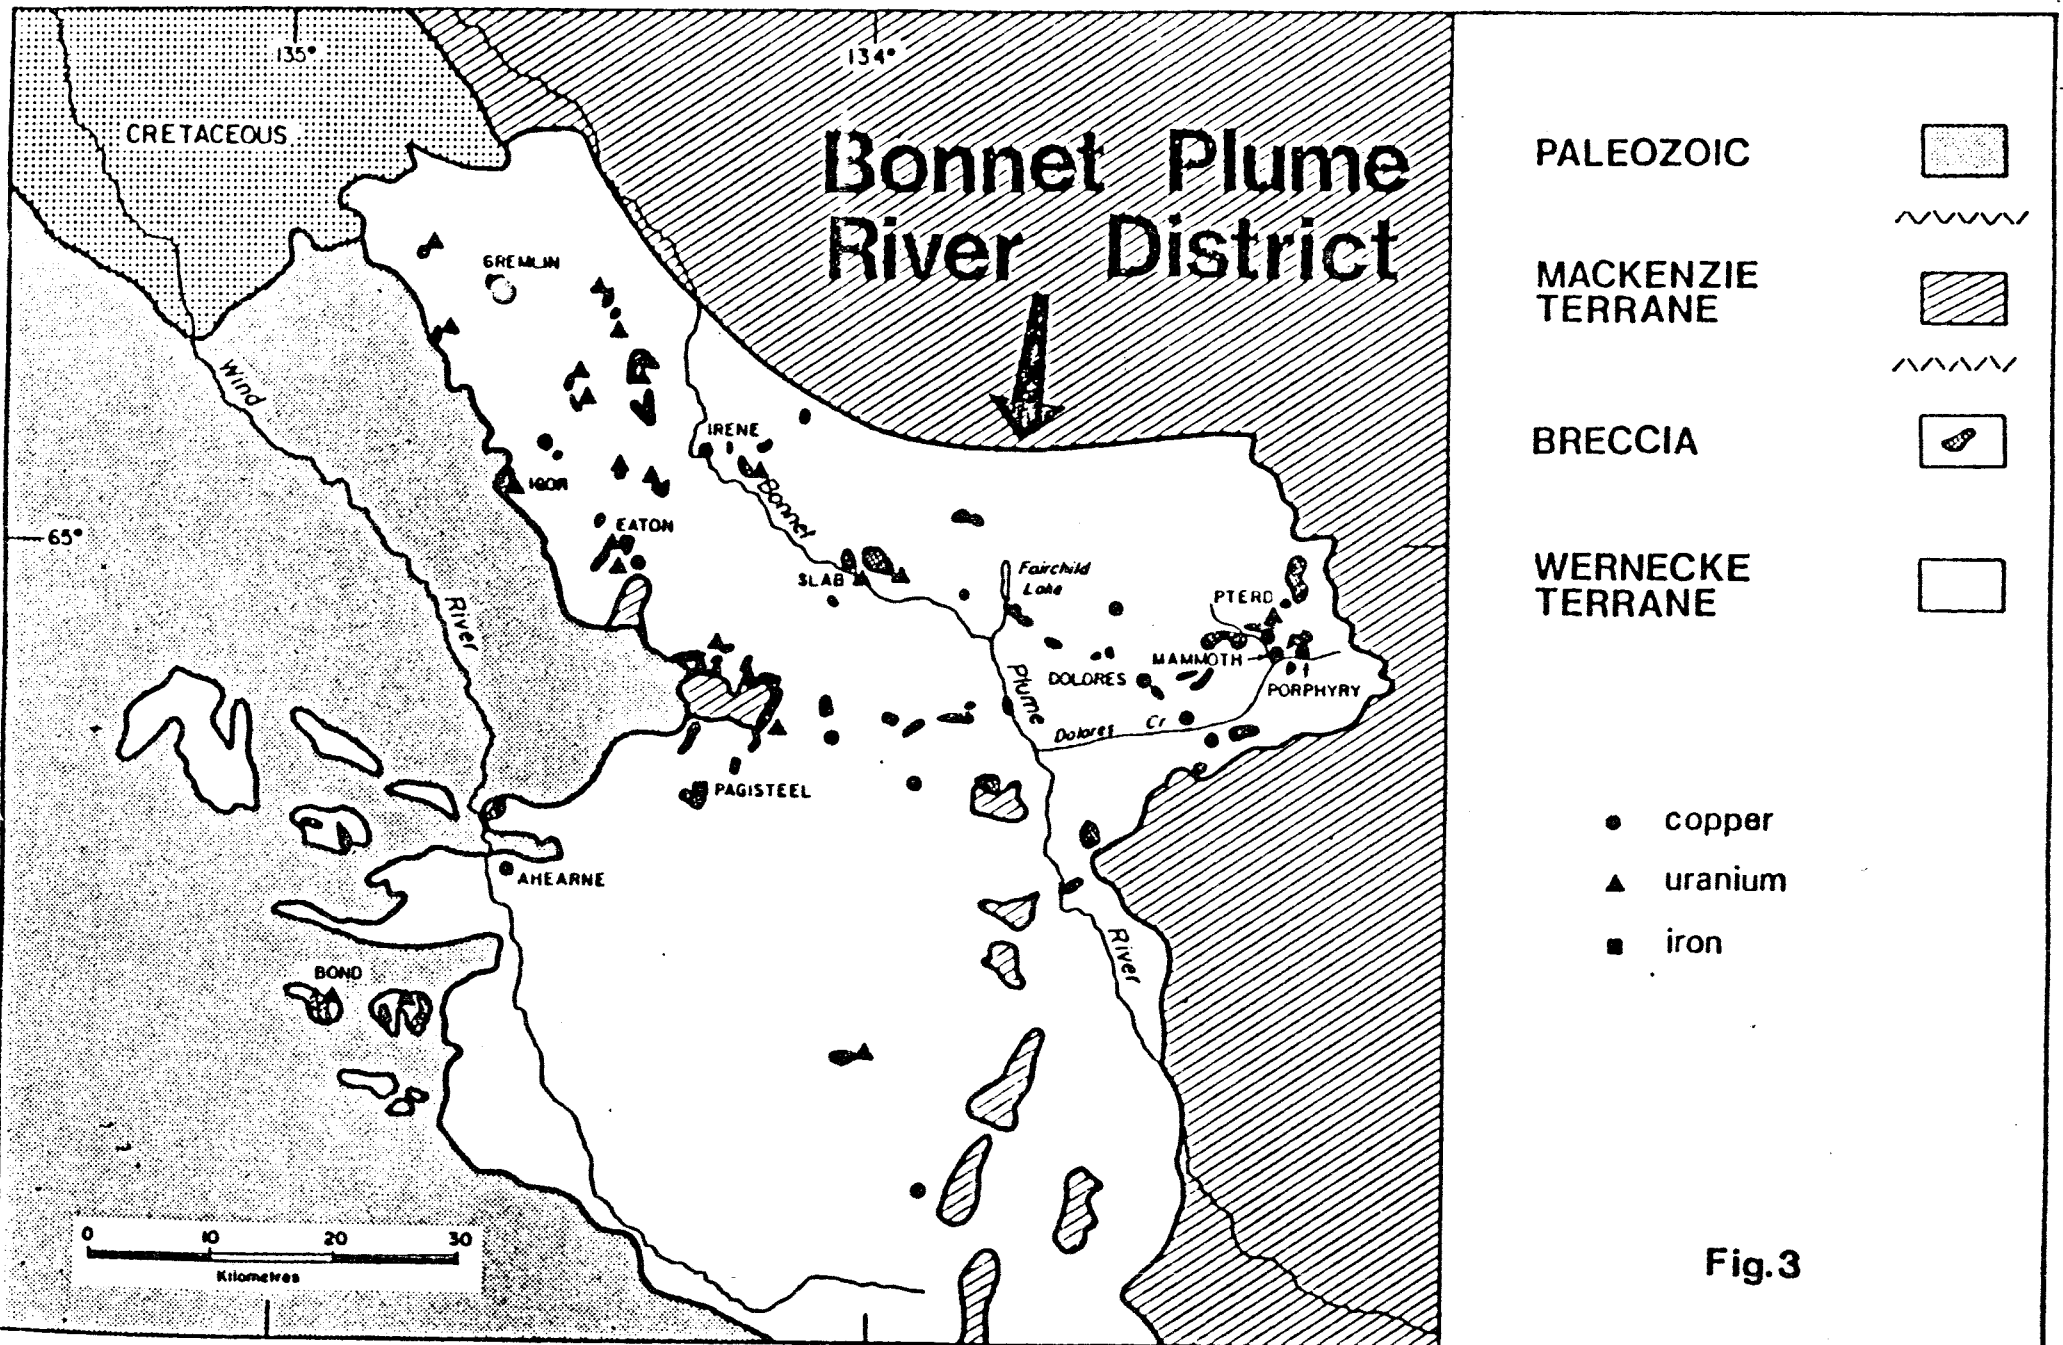 135°
134°
CRETACEOUS
Bonnet Plume
River District
GREMLIN
Wind
River
IRENE
IGOR
Bonnet
EATON
65°
SLAB
Fairchild
Lake
PTERD
MAMMOTH
DOLORES
PORPHYRY
Plume
Dolores Cr
PAGISTEEL
AHEARNE
River
BOND
0 10 20 30
Kilometres
PALEOZOIC
MACKENZIE
TERRANE
BRECCIA
WERNECKE
TERRANE
copper
uranium
iron
Fig.3